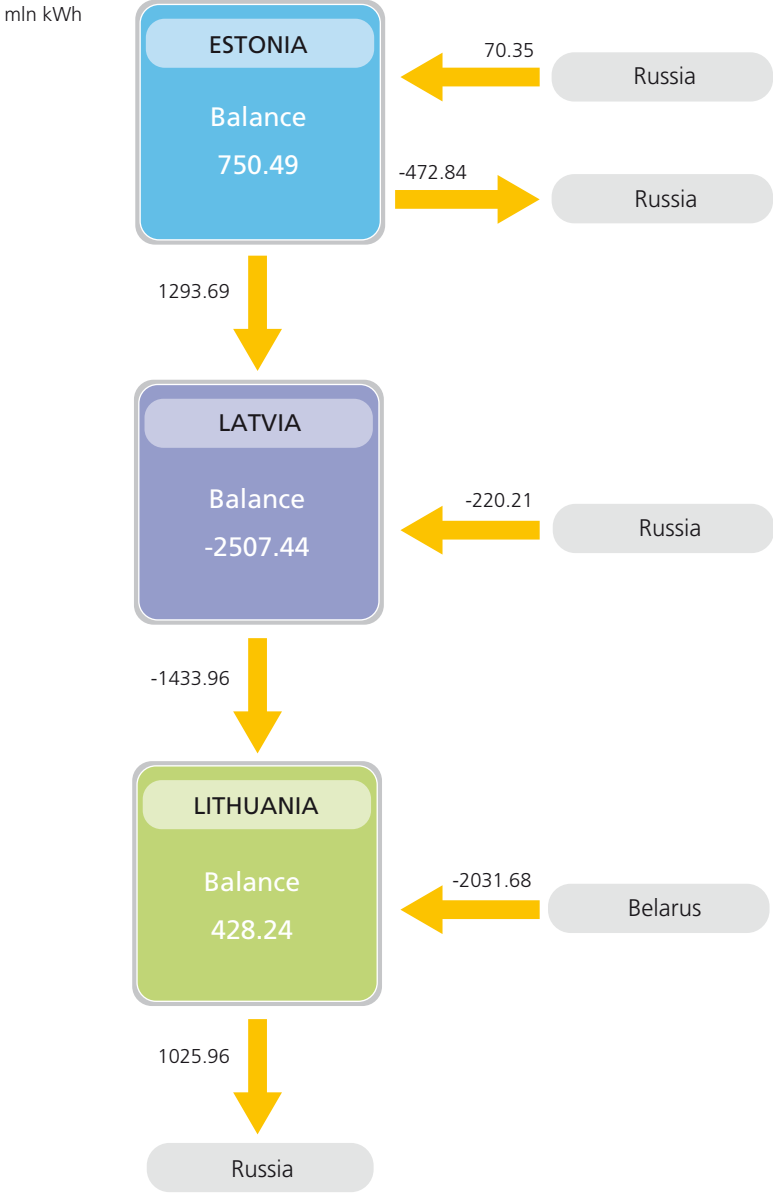 mln kWh
ESTONIA
Balance
750.49
70.35
Russia
-472.84
Russia
1293.69
LATVIA
Balance
-2507.44
-220.21
Russia
-1433.96
LITHUANIA
Balance
428.24
-2031.68
Belarus
1025.96
Russia